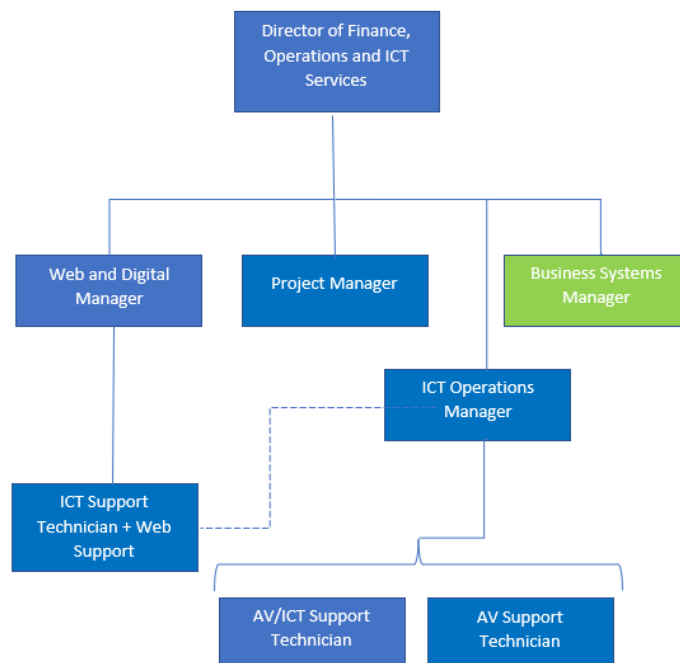 Director of Finance,
Operations and ICT
Services
Web and Digital
Manager
Project Manager
Business Systems
Manager
ICT Operations
Manager
ICT Support
Technician + Web
Support
AV/ICT Support
Technician
AV Support
Technician